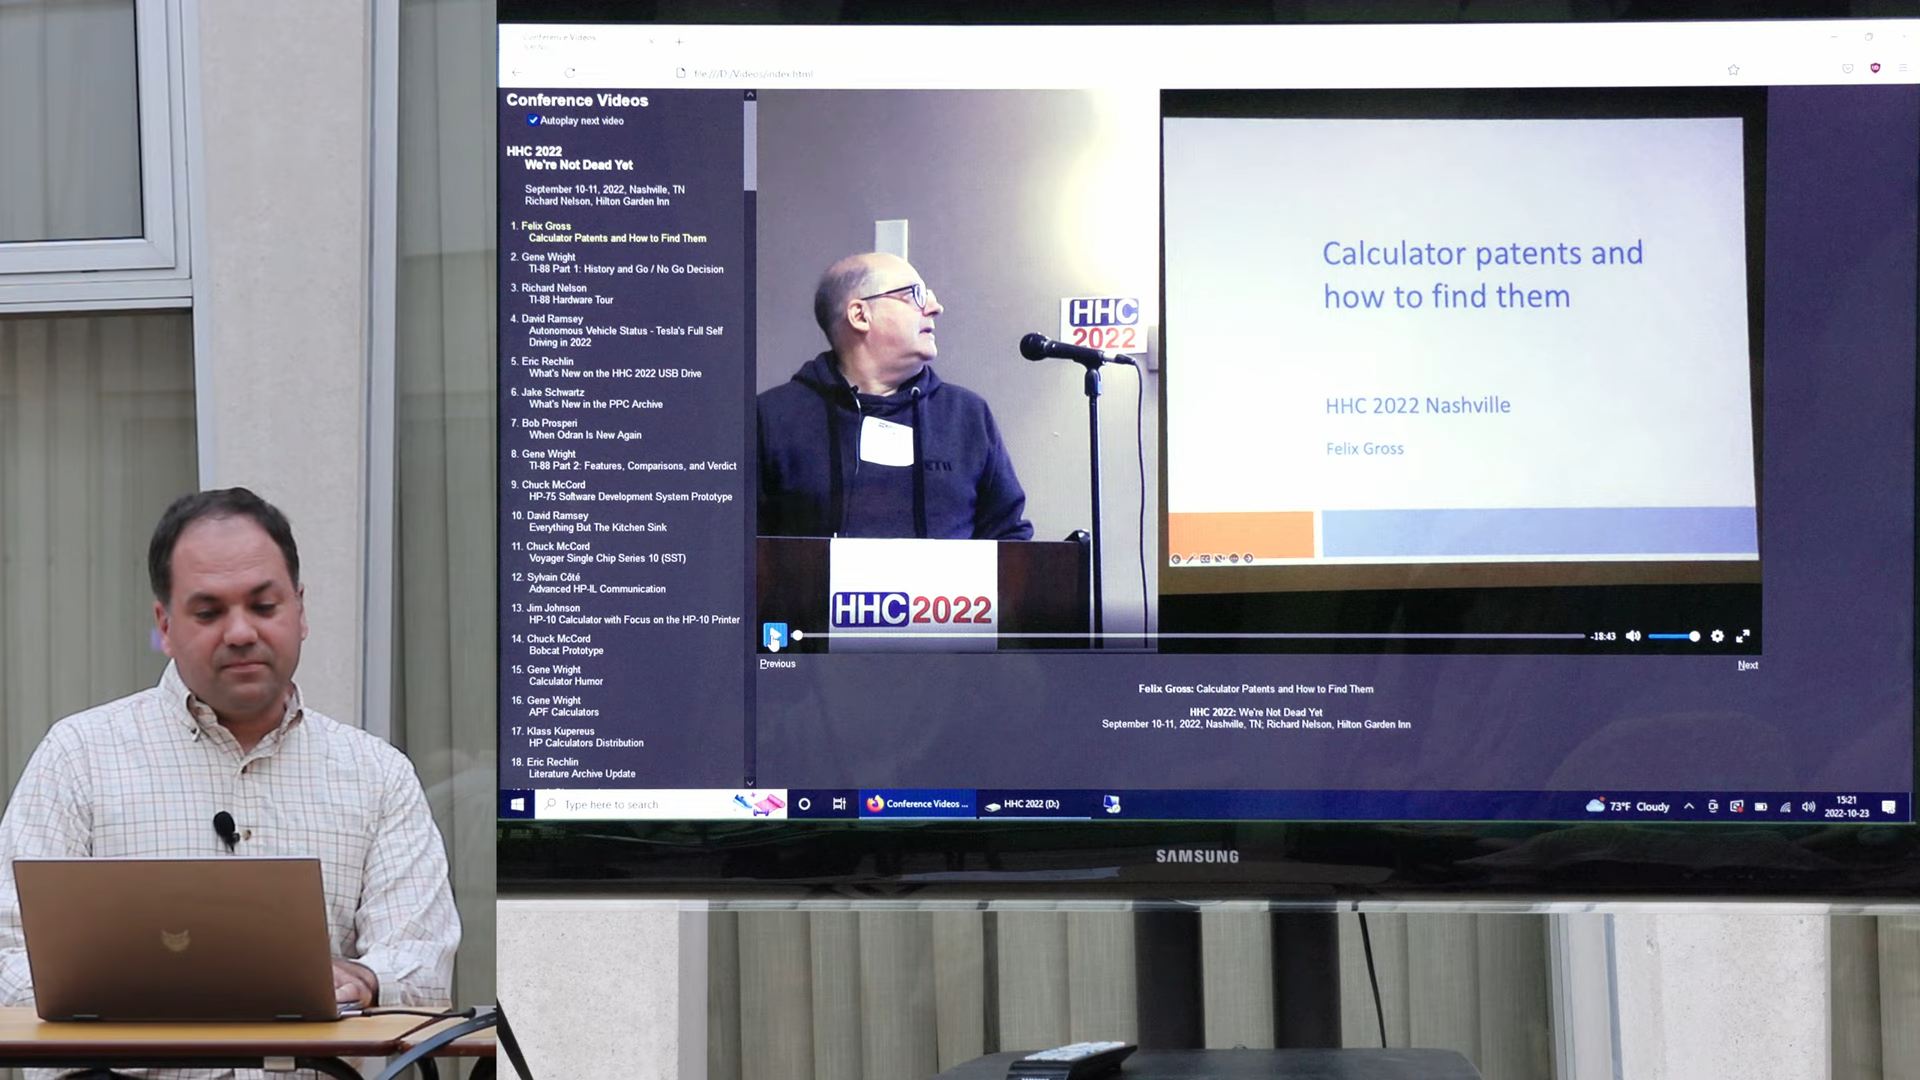 Conference Videos
file:///D:/Videos/index.html
Conference Videos
Autoplay next video
HHC 2022
We're Not Dead Yet
September 10-11, 2022, Nashville, TN
Richard Nelson, Hilton Garden Inn
1. Felix Gross
Calculator Patents and How to Find Them
2. Gene Wright
TI-88 Part 1: History and Go / No Go Decision
3. Richard Nelson
TI-88 Hardware Tour
4. David Ramsey
Autonomous Vehicle Status - Tesla's Full Self
Driving in 2022
5. Eric Rechlin
What's New on the HHC 2022 USB Drive
6. Jake Schwartz
What's New in the PPC Archive
7. Bob Prosperi
When Odran Is New Again
8. Gene Wright
TI-88 Part 2: Features, Comparisons, and Verdict
9. Chuck McCord
HP-75 Software Development System Prototype
10. David Ramsey
Everything But The Kitchen Sink
11. Chuck McCord
Voyager Single Chip Series 10 (SST)
12. Sylvain Côté
Advanced HP-IL Communication
13. Jim Johnson
HP-10 Calculator with Focus on the HP-10 Printer
14. Chuck McCord
Bobcat Prototype
15. Gene Wright
Calculator Humor
16. Gene Wright
APF Calculators
17. Klass Kupereus
HP Calculators Distribution
18. Eric Rechlin
Literature Archive Update
HHC
2022
HHC 2022
Calculator patents and
how to find them
HHC 2022 Nashville
Felix Gross
-18:43
Previous
Next
Felix Gross: Calculator Patents and How to Find Them
HHC 2022: We're Not Dead Yet
September 10-11, 2022, Nashville, TN; Richard Nelson, Hilton Garden Inn
Type here to search
Conference Videos ...
HHC 2022 (D:)
73°F Cloudy
15:21
2022-10-23
SAMSUNG